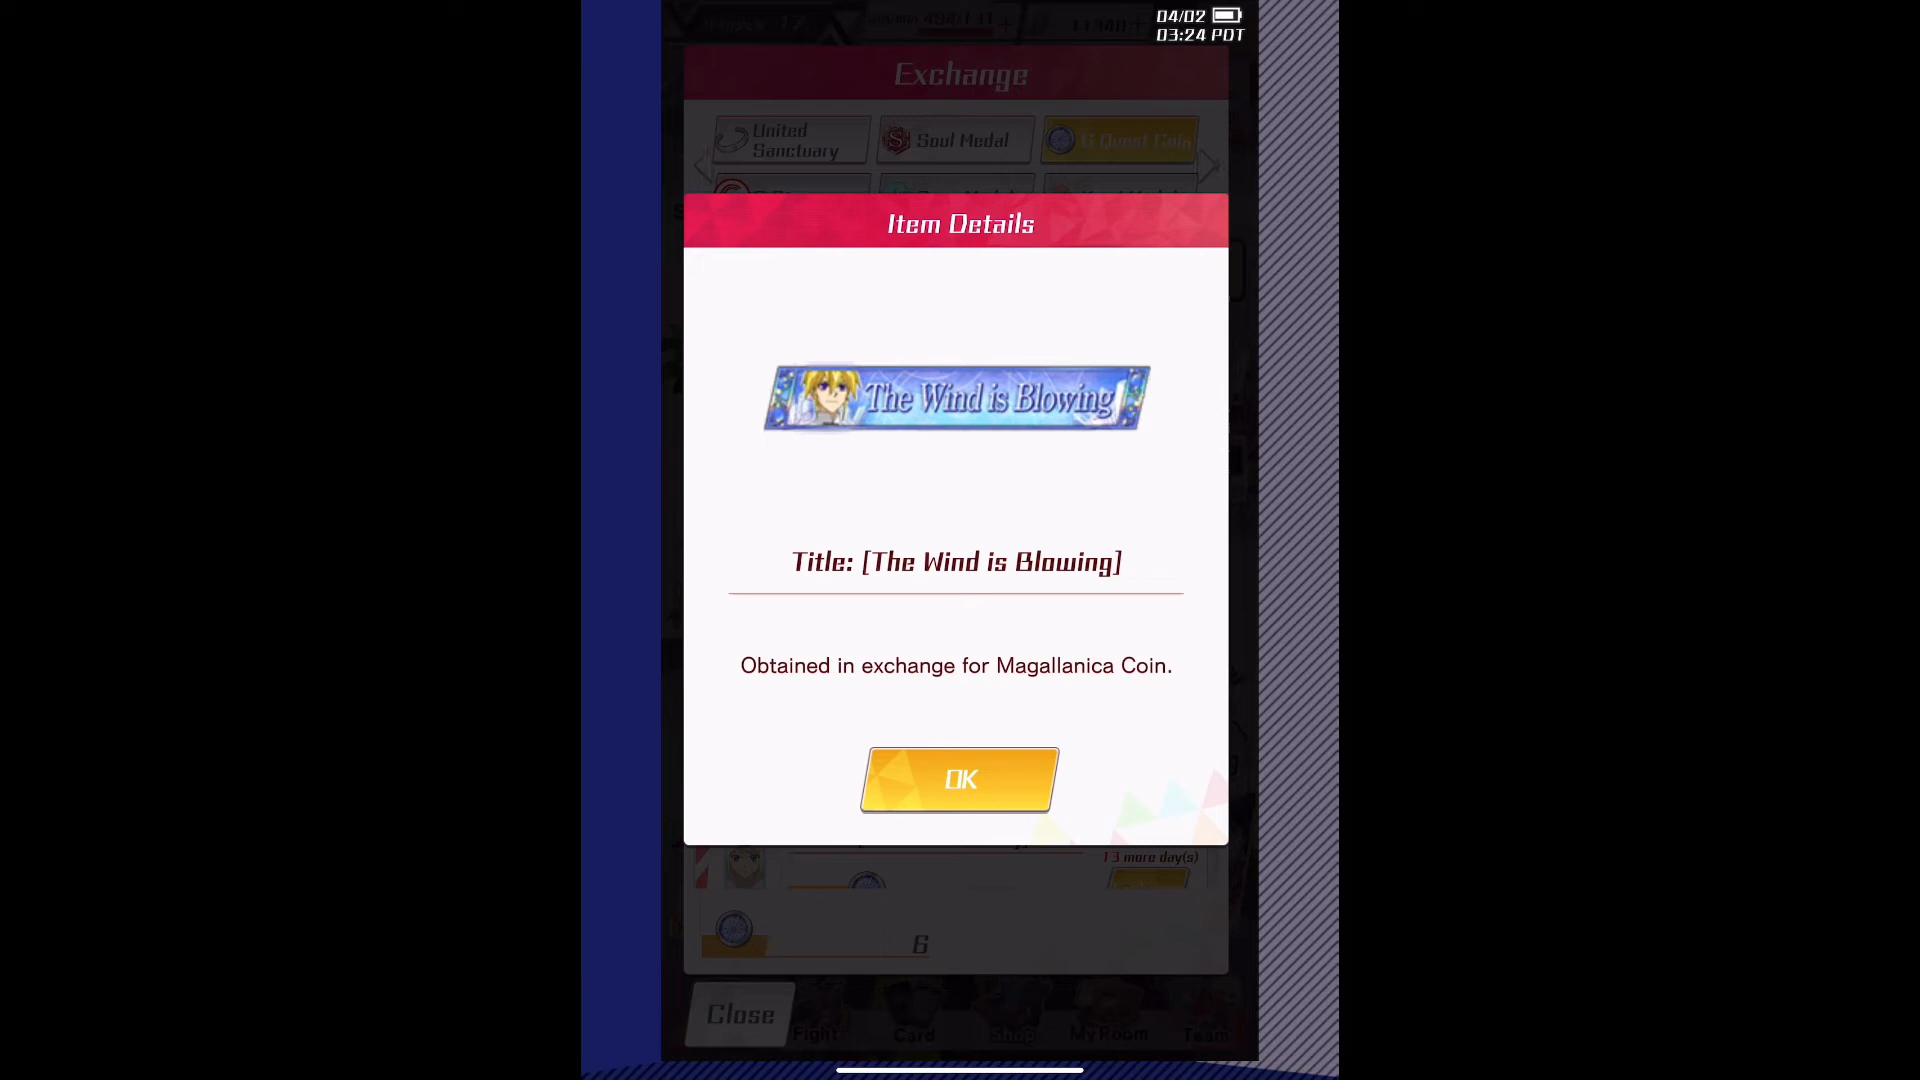 04/02
03:24 PDT
Exchange
United
Sanctuary
Soul Medal
G Quest Coin
Item Details
The Wind is Blowing
Title: [The Wind is Blowing]
Obtained in exchange for Magallanica Coin.
OK
13 more day(s)
6
Close
Fight
Card
Shop
My Room
Team